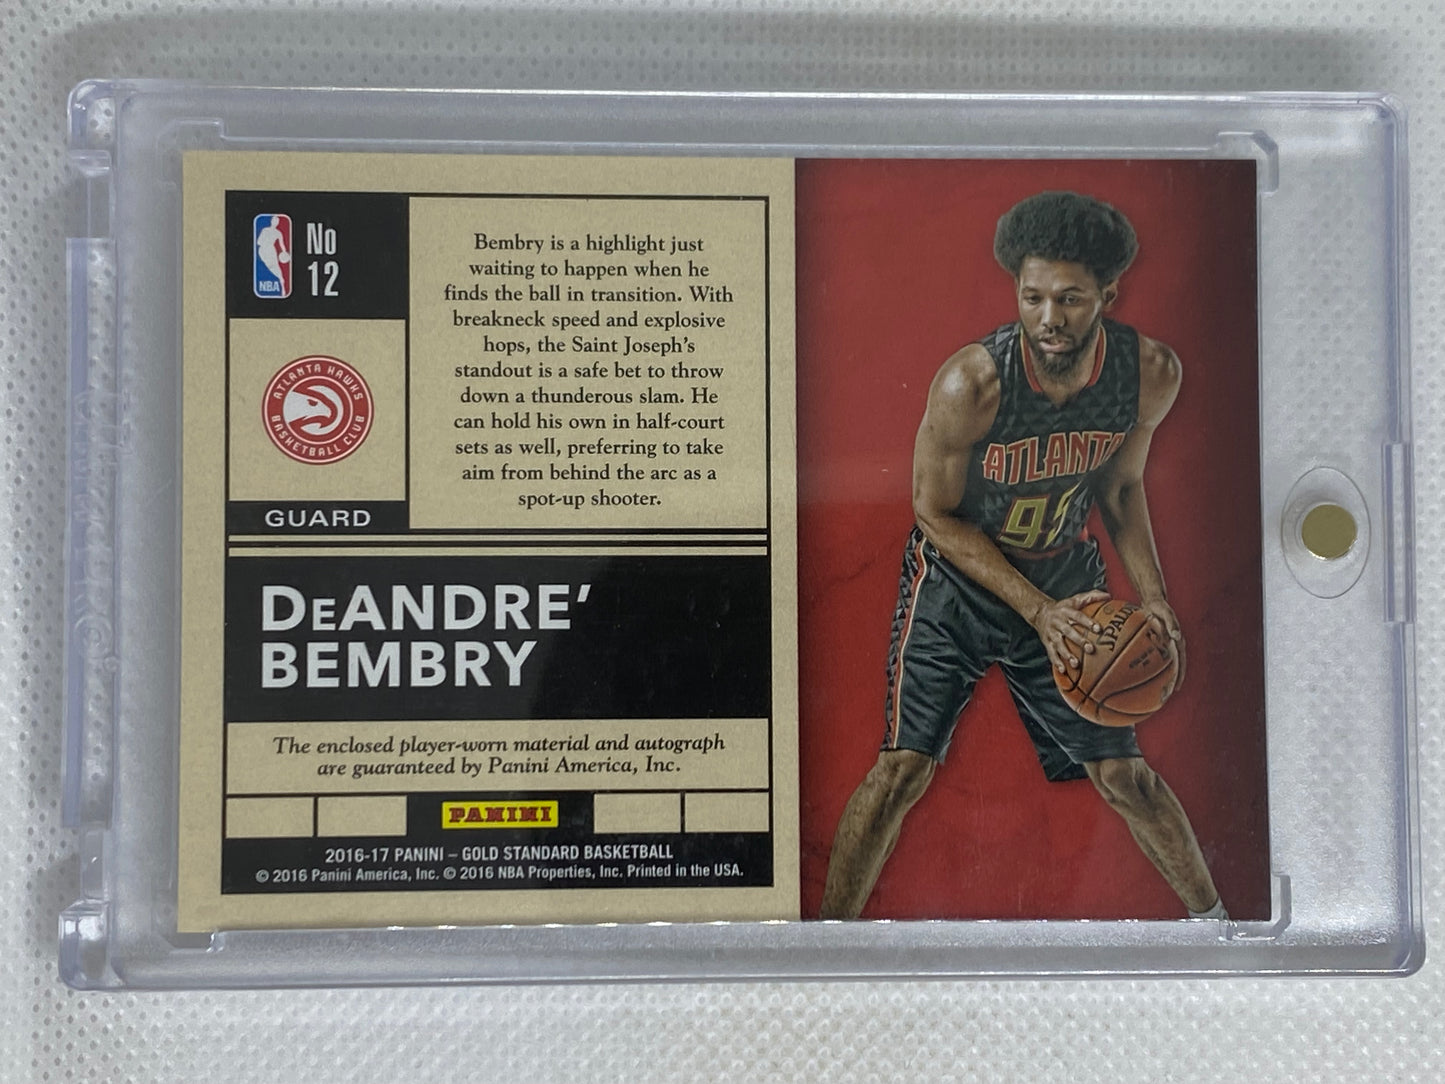 No
12
NBA
ATLANTA HAWKS
BASKETBALL CLUB
GUARD
Bembry is a highlight just
waiting to happen when he
finds the ball in transition. With
breakneck speed and explosive
hops, the Saint Joseph's
standout is a safe bet to throw
down a thunderous slam. He
can hold his own in half-court
sets as well, preferring to take
aim from behind the arc as a
spot-up shooter.
DeANDRE'
BEMBRY
The enclosed player-worn material and autograph
are guaranteed by Panini America, Inc.
PANINI
2016-17 PANINI – GOLD STANDARD BASKETBALL
© 2016 Panini America, Inc. © 2016 NBA Properties, Inc. Printed in the USA.
ATLANTA
95
SPALDING